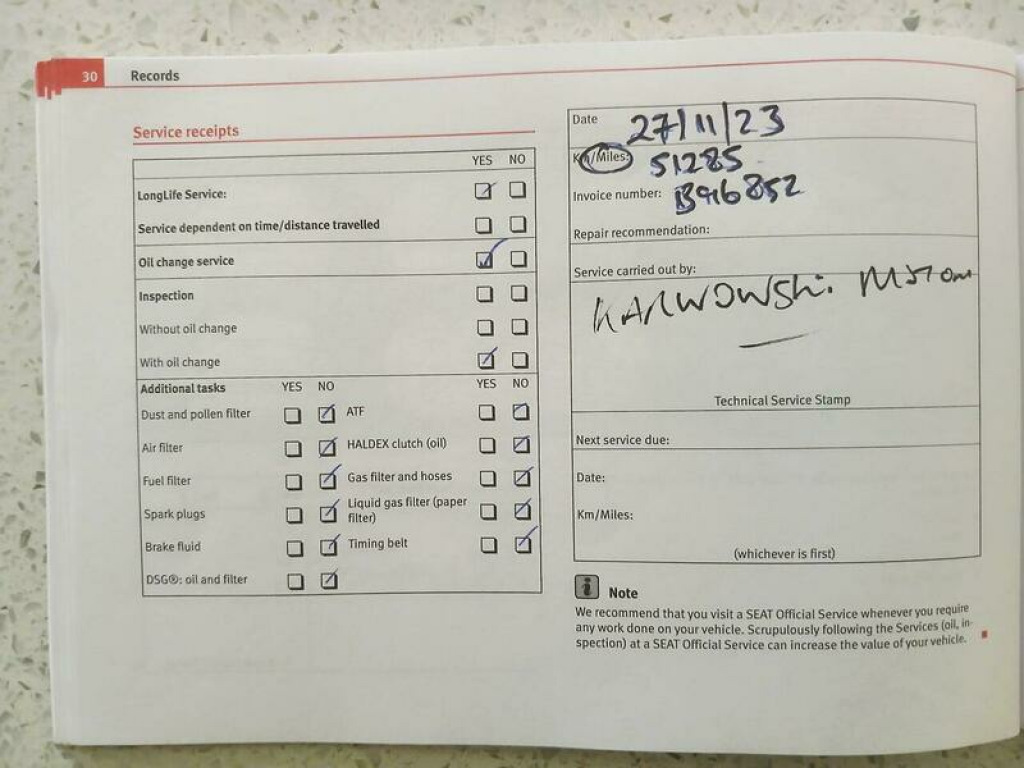 30 Records
Service receipts
YES NO
LongLife Service:
Service dependent on time/distance travelled
Oil change service
Inspection
Without oil change
With oil change
Additional tasks YES NO YES NO
Dust and pollen filter ATF
Air filter HALDEX clutch (oil)
Fuel filter Gas filter and hoses
Spark plugs Liquid gas filter (paper
filter)
Brake fluid Timing belt
DSG®: oil and filter
Date 27/11/23
Km/Miles: 51285
Invoice number: B916852
Repair recommendation:
Service carried out by:
KARWOWSKi MOTOR
Technical Service Stamp
Next service due:
Date:
Km/Miles:
(whichever is first)
i Note
We recommend that you visit a SEAT Official Service whenever you require
any work done on your vehicle. Scrupulously following the Services (oil, in-
spection) at a SEAT Official Service can increase the value of your vehicle.